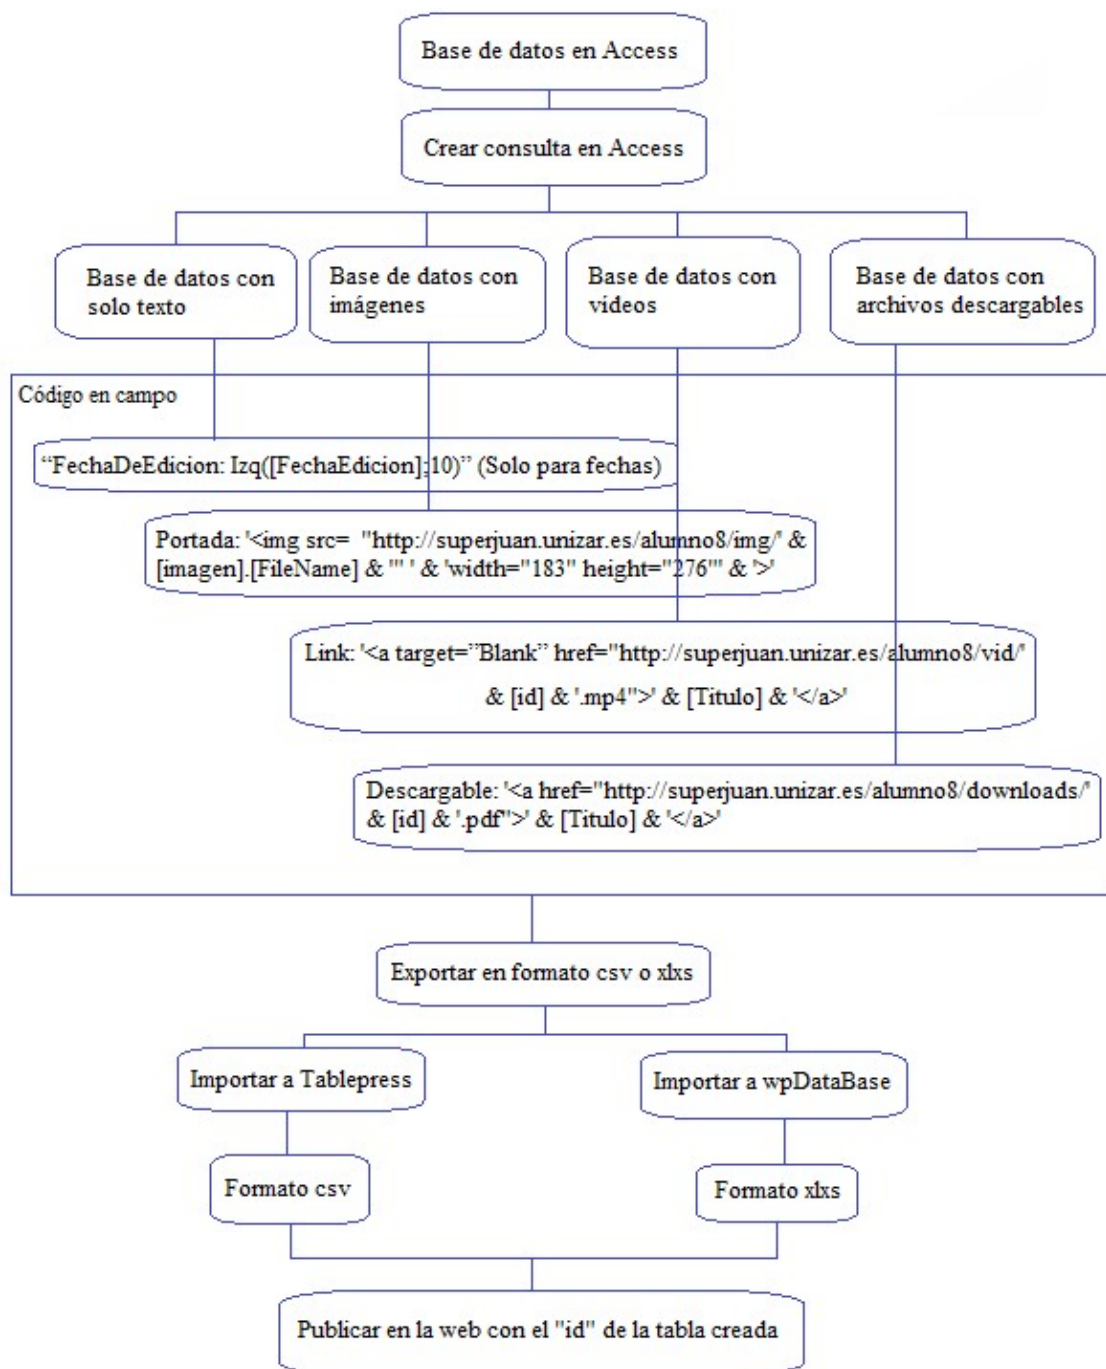 Base de datos en Access
Crear consulta en Access
Base de datos con
solo texto
Base de datos con
imágenes
Base de datos con
videos
Base de datos con
archivos descargables
Código en campo
“FechaDeEdicion: Izq([FechaEdicion];10)” (Solo para fechas)
Portada: '<img src=  "http://superjuan.unizar.es/alumno8/img/' &
[imagen].[FileName] & '" ' & 'width="183" height="276"' & '>'
Link: '<a target=”Blank” href="http://superjuan.unizar.es/alumno8/vid/'
& [id] & '.mp4">' & [Titulo] & '</a>'
Descargable: '<a href="http://superjuan.unizar.es/alumno8/downloads/'
& [id] & '.pdf">' & [Titulo] & '</a>'
Exportar en formato csv o xlxs
Importar a Tablepress
Importar a wpDataBase
Formato csv
Formato xlxs
Publicar en la web con el "id" de la tabla creada